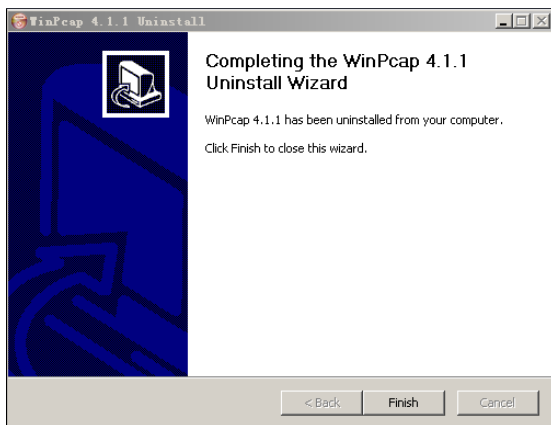 WinPcap 4.1.1 Uninstall
Completing the WinPcap 4.1.1
Uninstall Wizard
WinPcap 4.1.1 has been uninstalled from your computer.
Click Finish to close this wizard.
< Back
Finish
Cancel